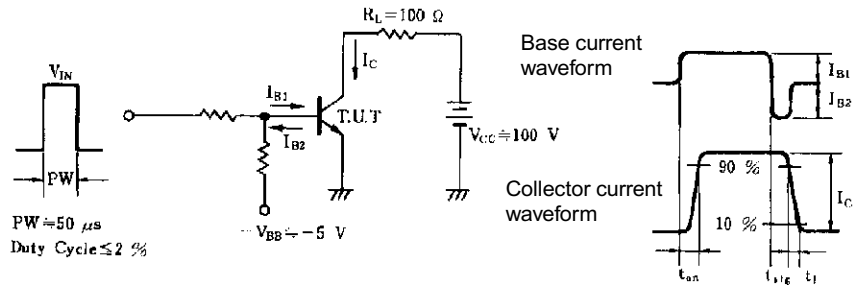 R_L=100 Ω
Base current
waveform
V_IN
I_C
I_B1
I_B1
T.U.T
I_B2
I_B2
V_CC≒100 V
PW
90 %
Collector current
waveform
I_C
PW≒50 μs
10 %
Duty Cycle≦2 %
V_BB≒−5 V
t_on
t_stg
t_f